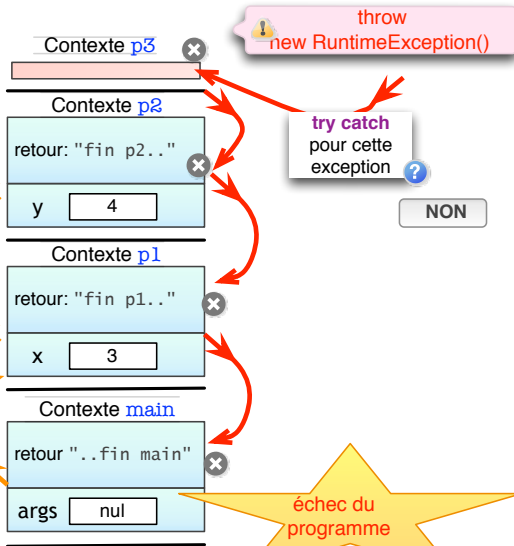 throw
new RuntimeException()
Contexte p3
Contexte p2
retour: "fin p2.."
y 4
try catch
pour cette
exception
?
NON
Contexte p1
retour: "fin p1.."
x 3
Contexte main
retour "..fin main"
args nul
échec du
programme